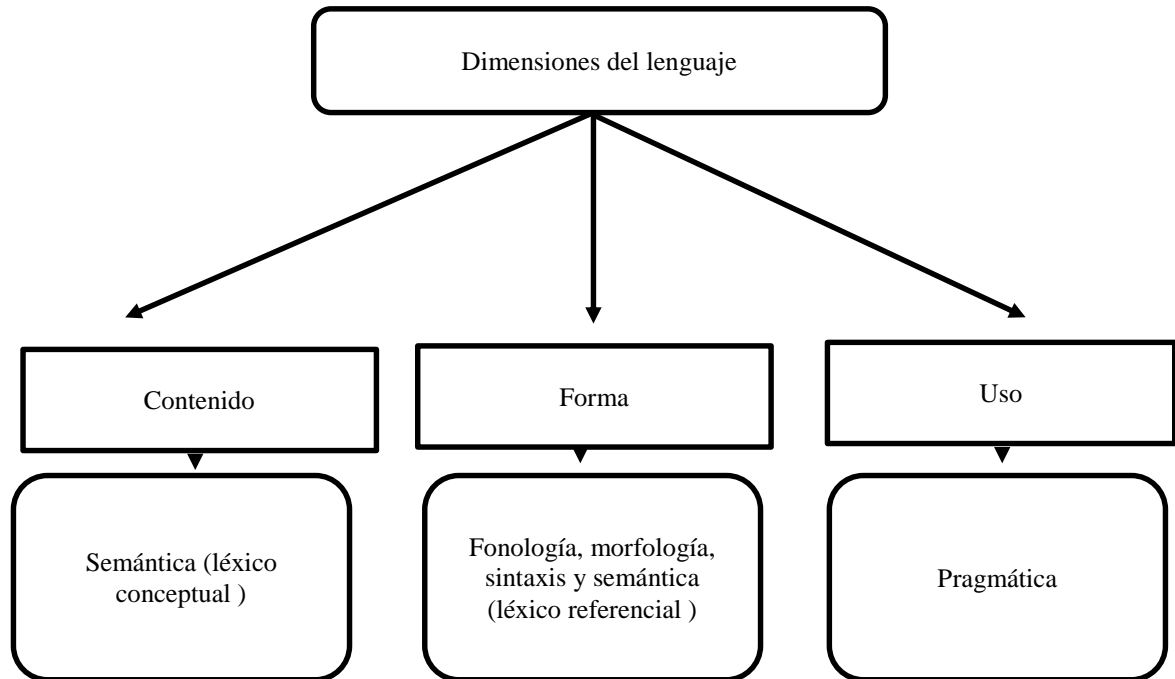 Dimensiones del lenguaje
Contenido
Forma
Uso
Semántica (léxico
conceptual )
Fonología, morfología,
sintaxis y semántica
(léxico referencial )
Pragmática